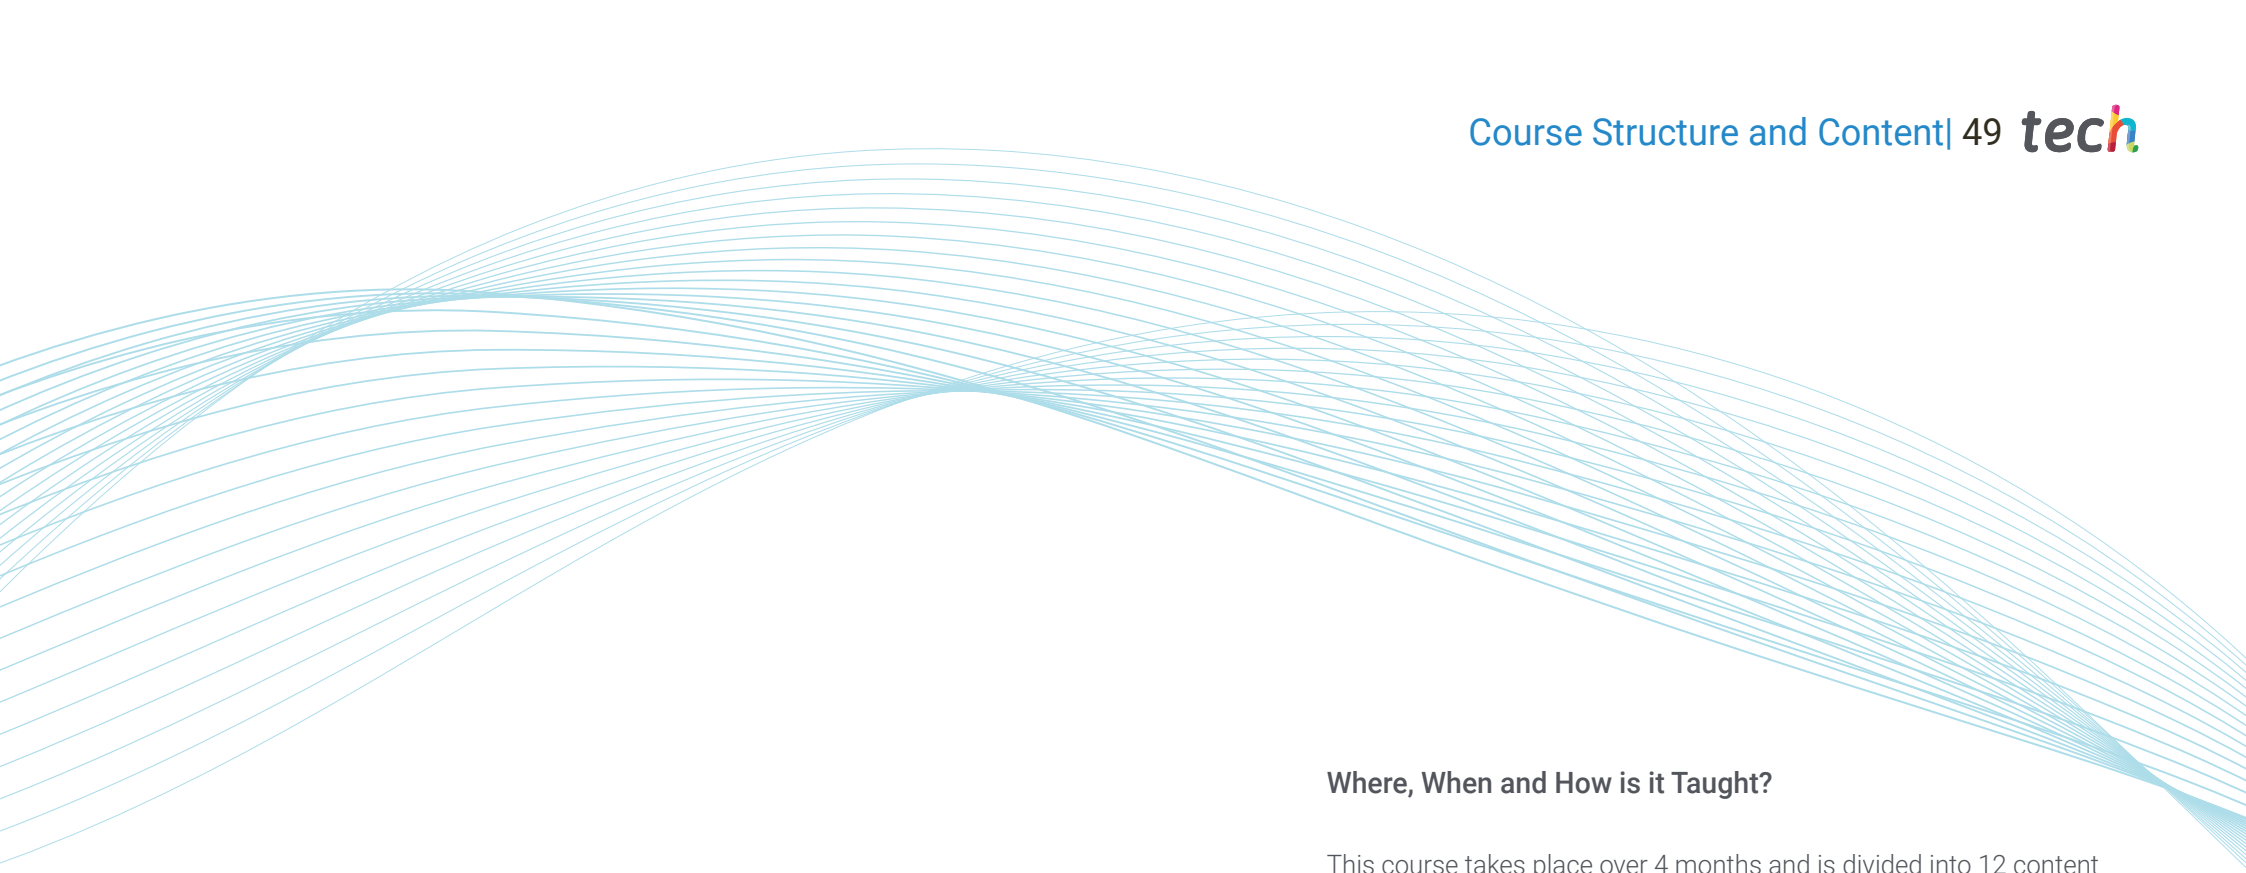 Course Structure and Content| 49 tech
Where, When and How is it Taught?
This course takes place over 4 months and is divided into 12 content